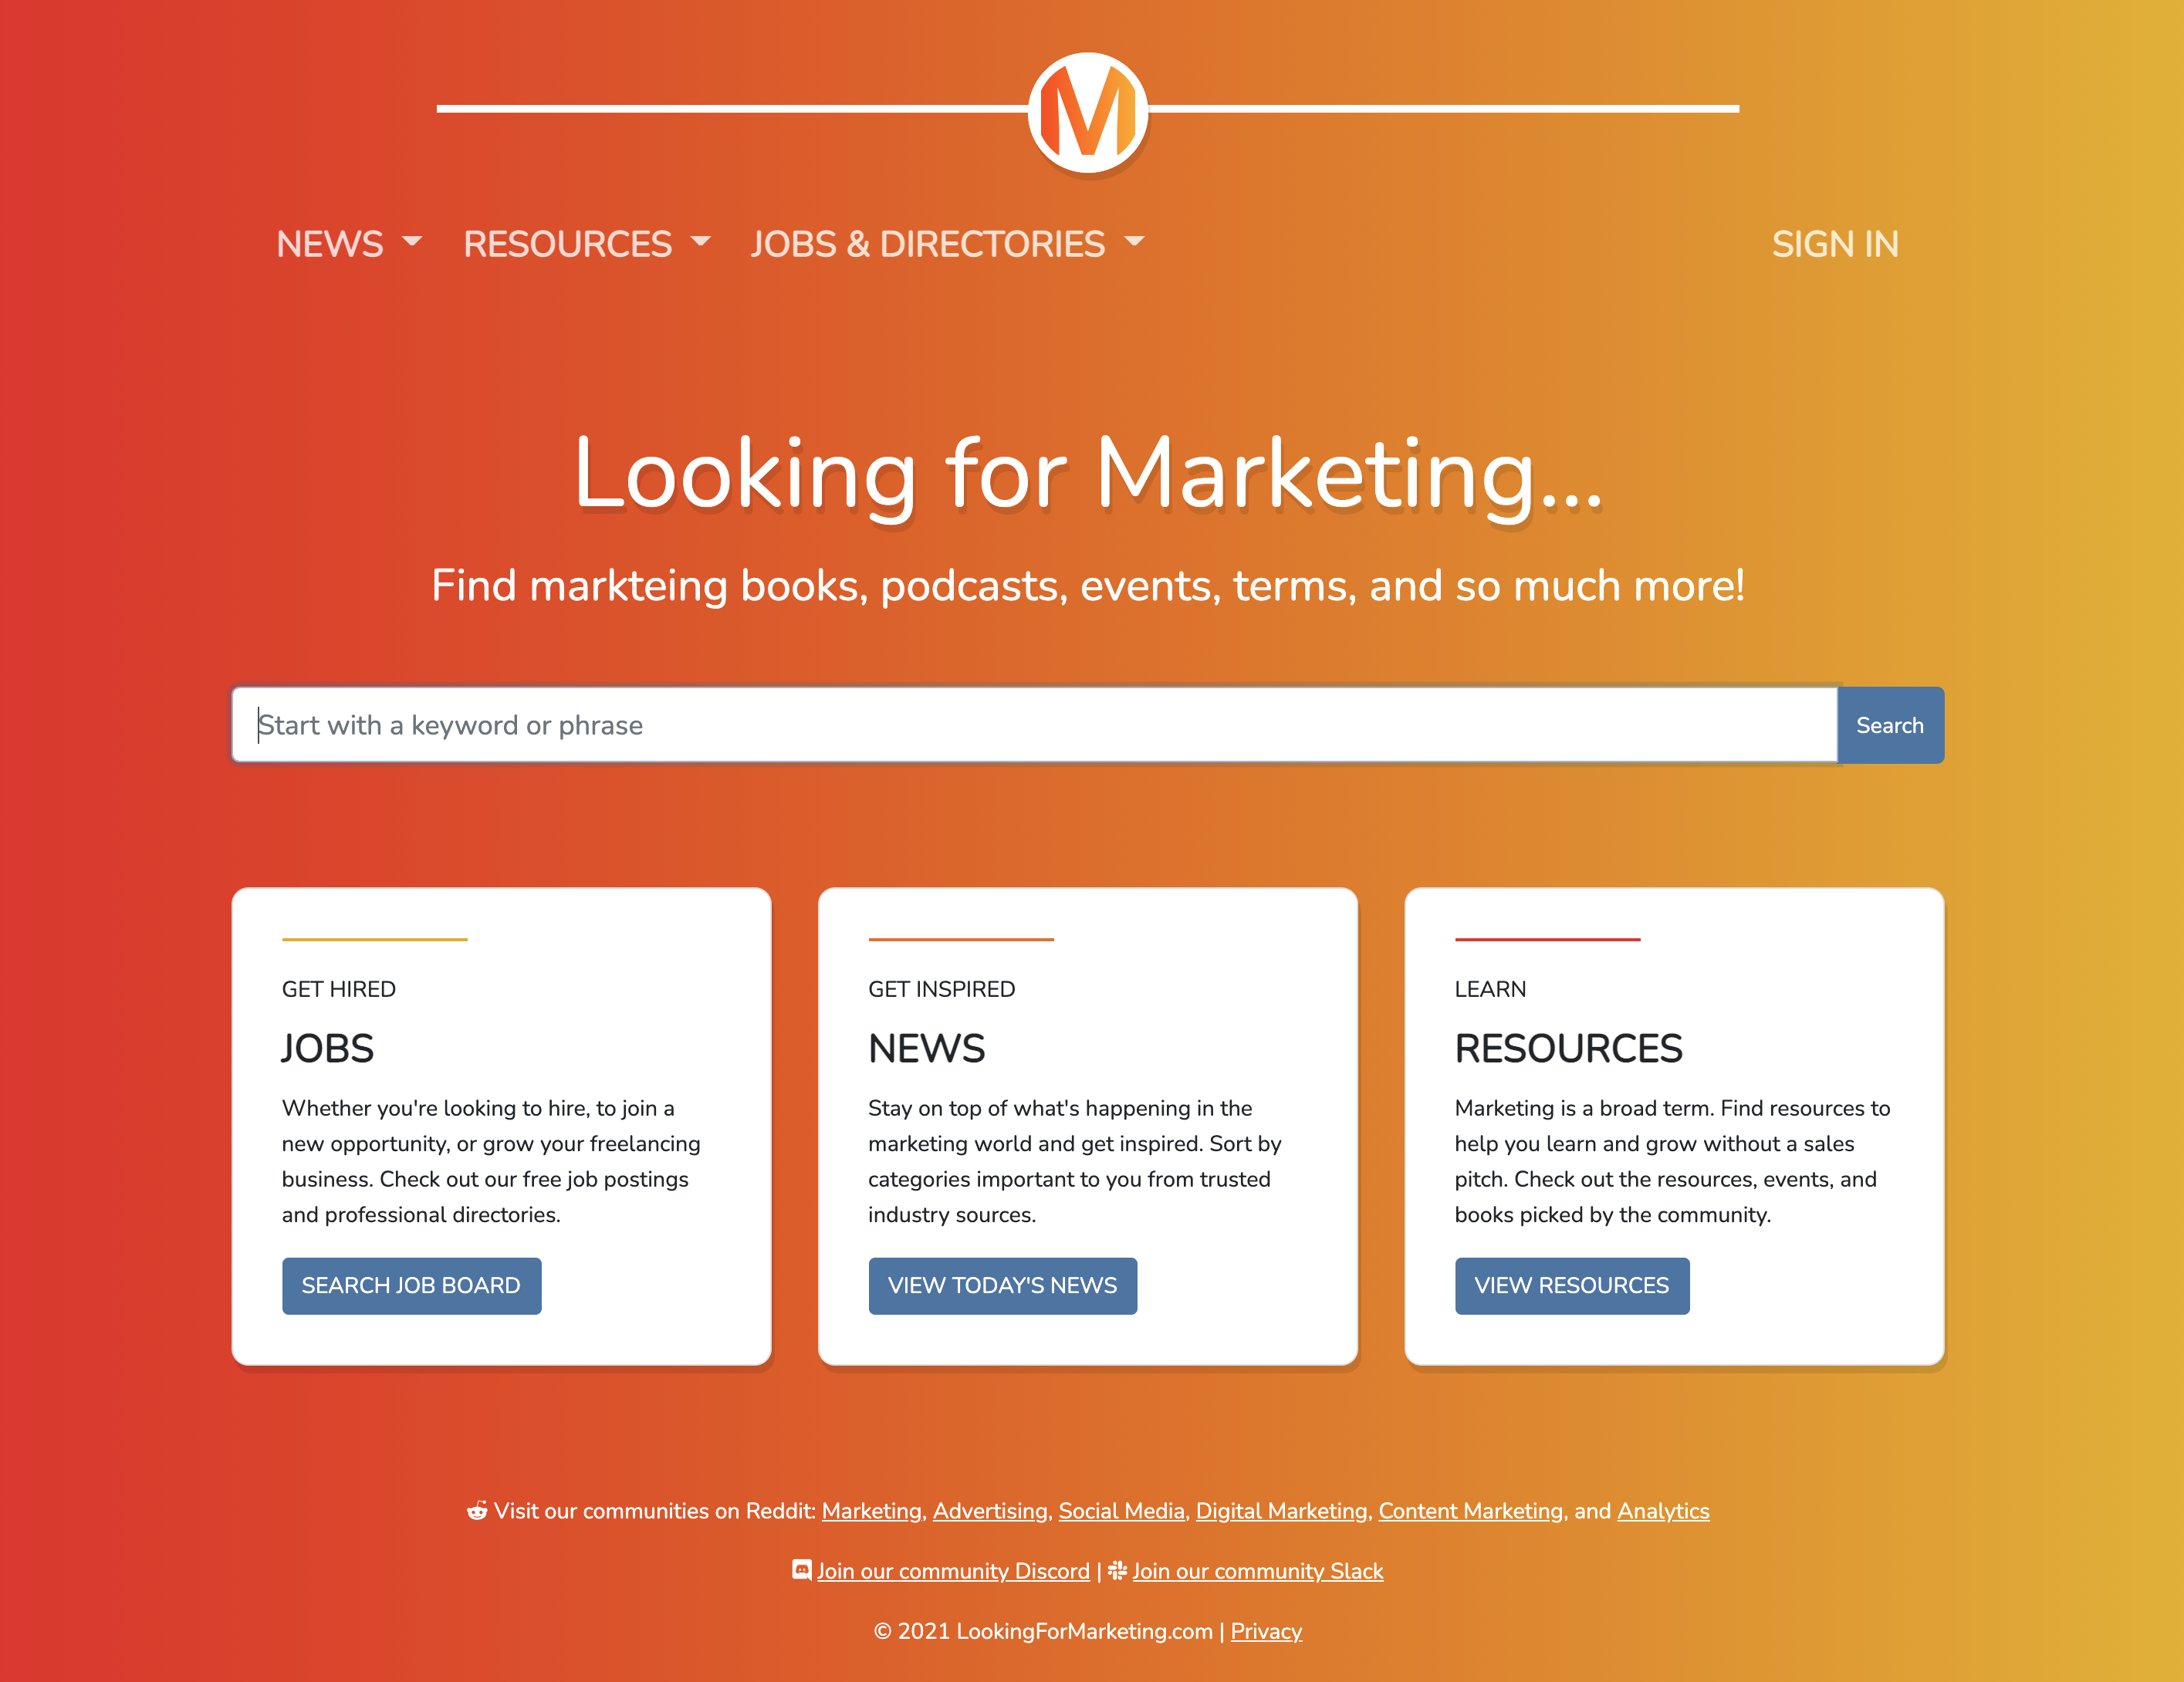 M
NEWS RESOURCES JOBS & DIRECTORIES SIGN IN
Looking for Marketing...
Find markteing books, podcasts, events, terms, and so much more!
Start with a keyword or phrase Search
GET HIRED
JOBS
Whether you're looking to hire, to join a
new opportunity, or grow your freelancing
business. Check out our free job postings
and professional directories.
SEARCH JOB BOARD
GET INSPIRED
NEWS
Stay on top of what's happening in the
marketing world and get inspired. Sort by
categories important to you from trusted
industry sources.
VIEW TODAY'S NEWS
LEARN
RESOURCES
Marketing is a broad term. Find resources to
help you learn and grow without a sales
pitch. Check out the resources, events, and
books picked by the community.
VIEW RESOURCES
Visit our communities on Reddit: Marketing, Advertising, Social Media, Digital Marketing, Content Marketing, and Analytics
Join our community Discord | Join our community Slack
© 2021 LookingForMarketing.com | Privacy